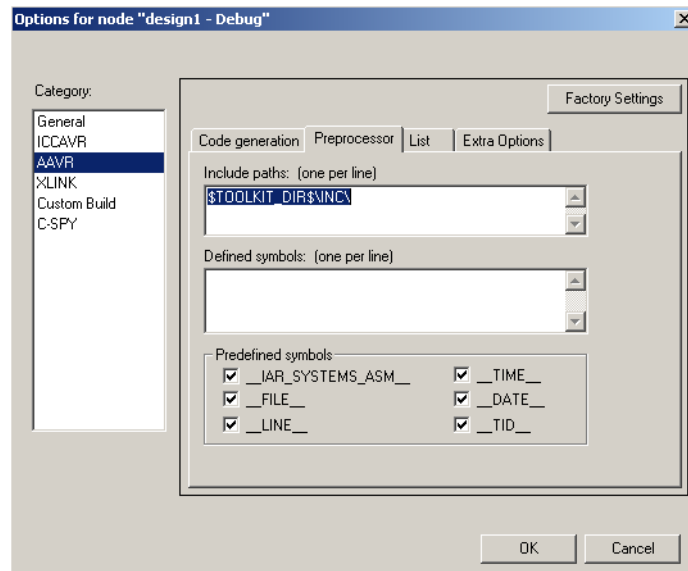 Options for node "design1 - Debug"
Category:
General
ICCAVR
AAVR
XLINK
Custom Build
C-SPY
Factory Settings
Code generation Preprocessor List Extra Options
Include paths: (one per line)
$TOOLKIT_DIR$\INC\
Defined symbols: (one per line)
Predefined symbols
__IAR_SYSTEMS_ASM__ __TIME__
__FILE__ __DATE__
__LINE__ __TID__
OK Cancel